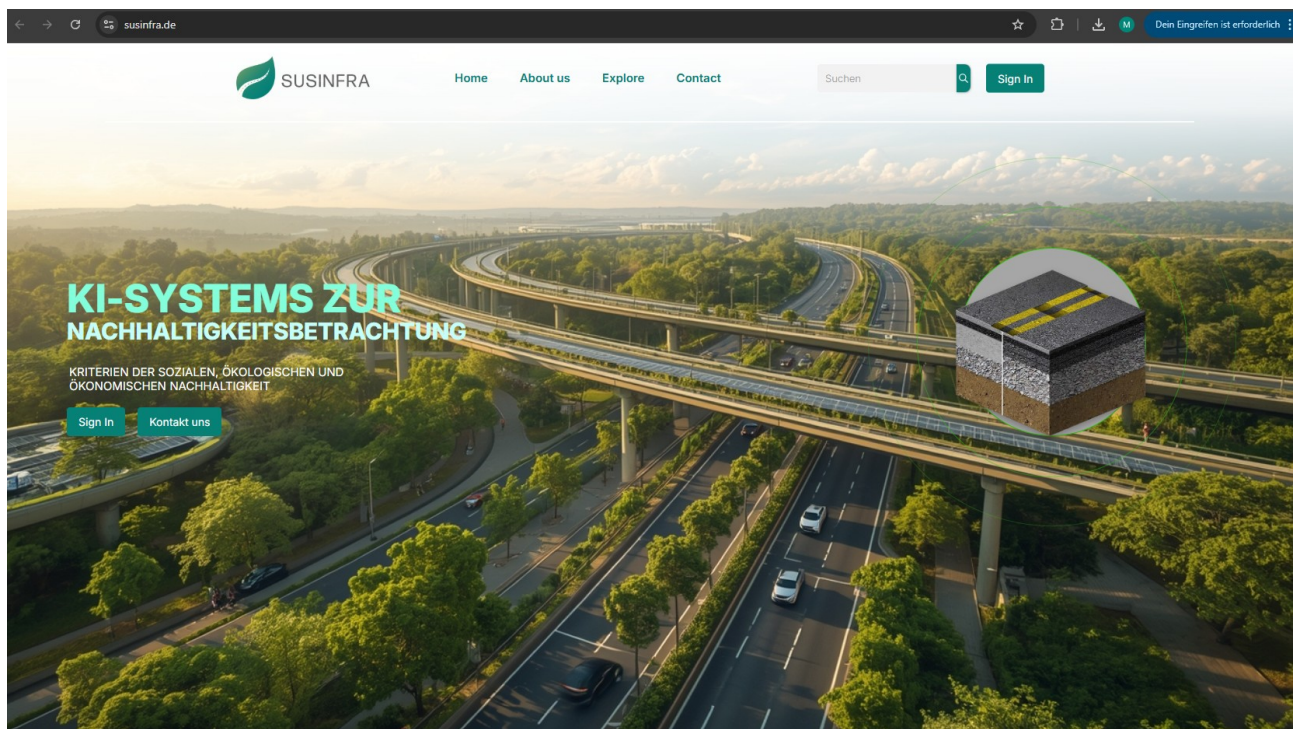 susinfra.de
M
Dein Eingreifen ist erforderlich
SUSINFRA
Home
About us
Explore
Contact
Suchen
Sign In
KI-SYSTEMS ZUR
NACHHALTIGKEITSBETRACHTUNG
KRITERIEN DER SOZIALEN, ÖKOLOGISCHEN UND
ÖKONOMISCHEN NACHHALTIGKEIT
Sign In
Kontakt uns